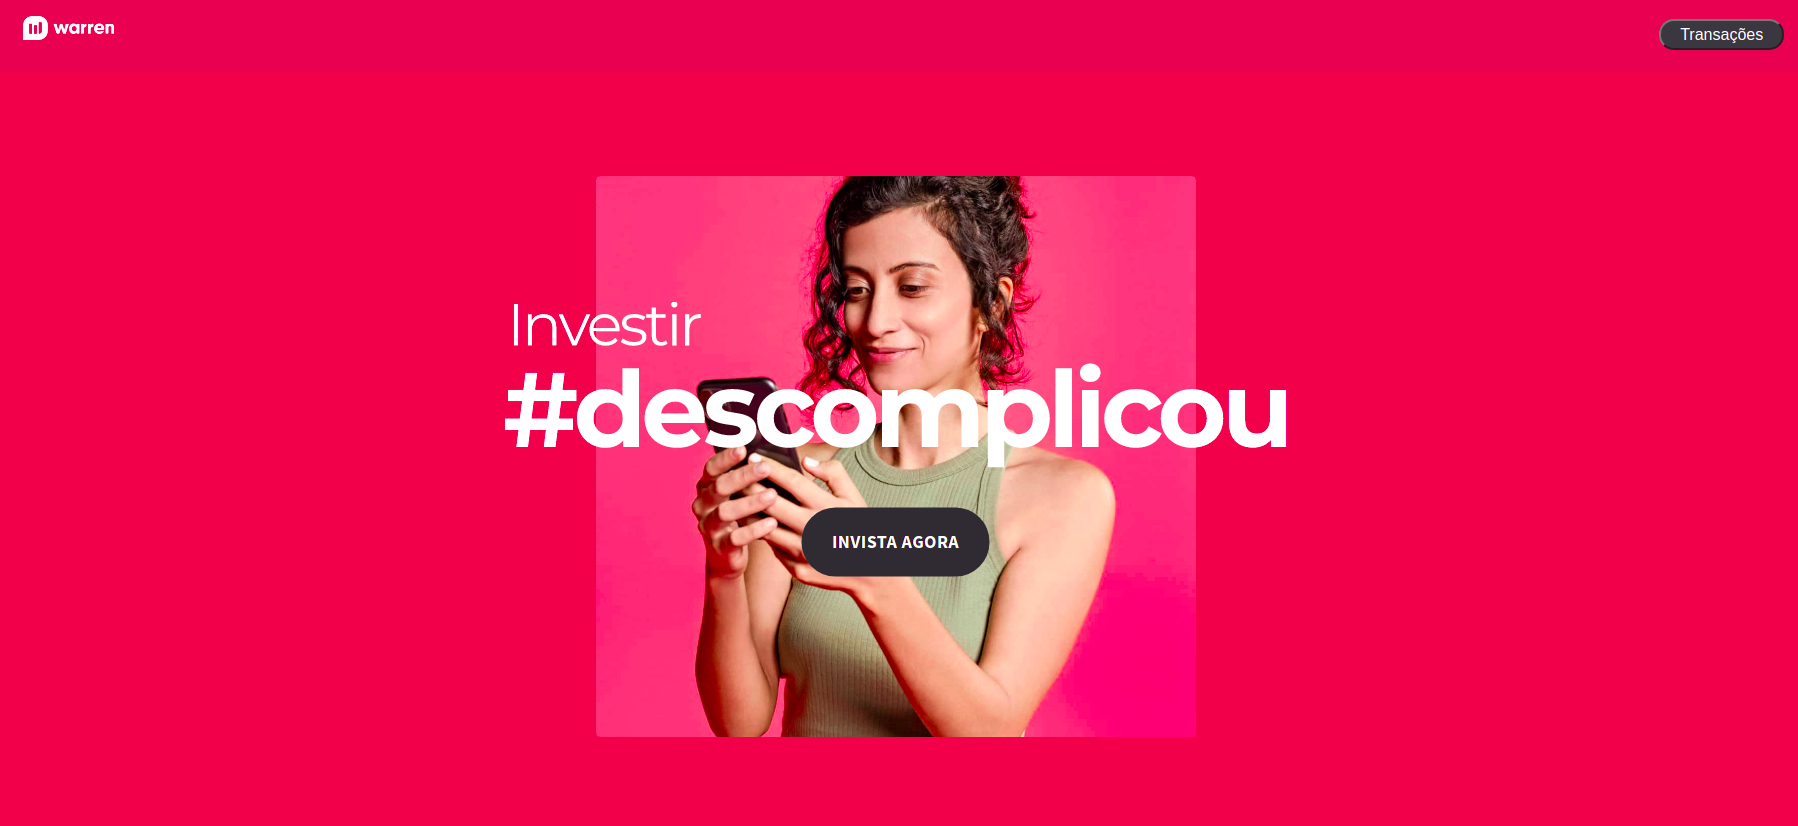 warren
Transações
Investir
#descomplicou
INVISTA AGORA